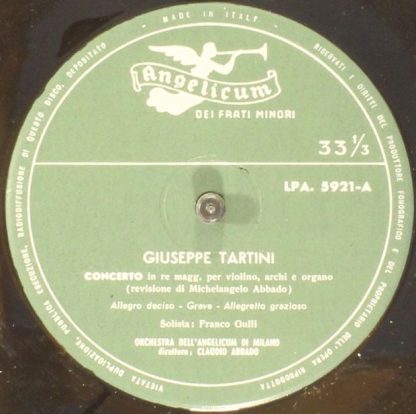 MADE IN ITALY
Angelicum
DEI FRATI MINORI
33 1/3
LPA. 5921-A
GIUSEPPE TARTINI
CONCERTO in re magg. per violino, archi e organo
(revisione di Michelangelo Abbado)
Allegro deciso - Grave - Allegretto grazioso
Solista: Franco Gulli
ORCHESTRA DELL'ANGELICUM DI MILANO
direttore: CLAUDIO ABBADO
RISERVATI I DIRITTI DEL PRODUTTORE FONOGRAFICO E DEL PROPRIETARIO DELL'OPERA RIPRODOTTA
VIETATA DUPLICAZIONE, PUBBLICA ESECUZIONE, RADIODIFFUSIONE DI QUESTO DISCO, DEPOSITATO